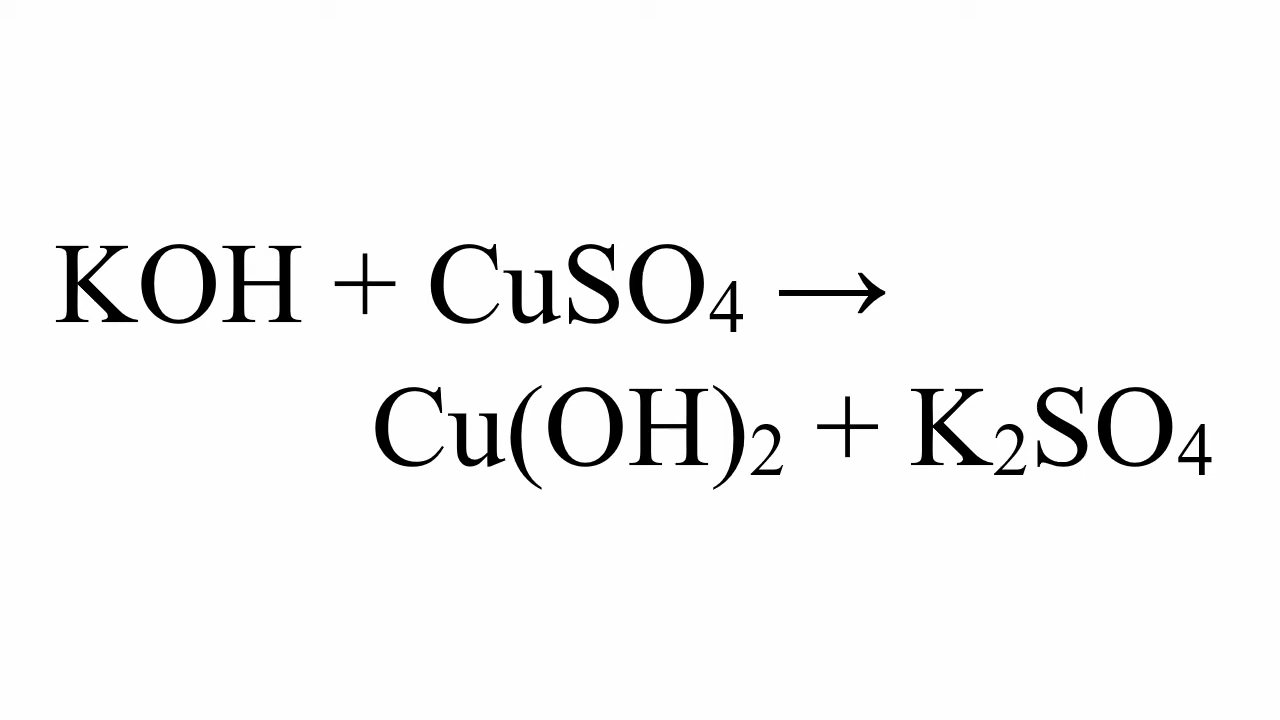 KOH + CuSO₄ →
Cu(OH)₂ + K₂SO₄